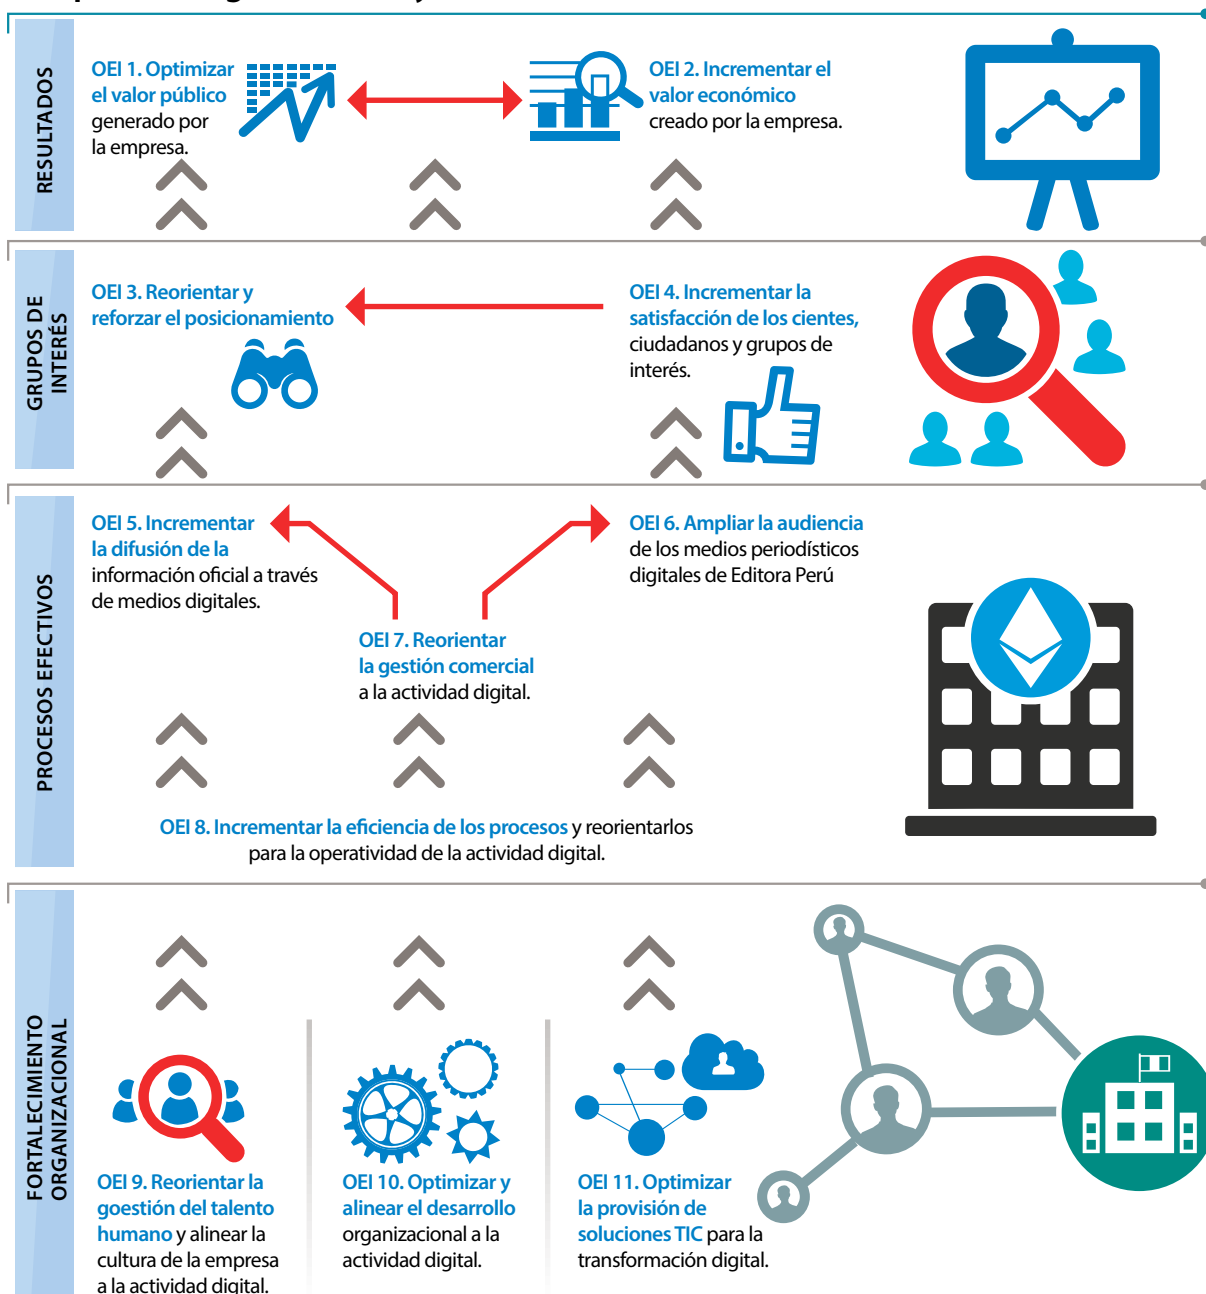 RESULTADOS
OEI 1. Optimizar
el valor público
generado por
la empresa.
OEI 2. Incrementar el
valor económico
creado por la empresa.
GRUPOS DE
INTERÉS
OEI 3. Reorientar y
reforzar el posicionamiento
OEI 4. Incrementar la
satisfacción de los cientes,
ciudadanos y grupos de
interés.
PROCESOS EFECTIVOS
OEI 5. Incrementar
la difusión de la
información oficial a través
de medios digitales.
OEI 6. Ampliar la audiencia
de los medios periodísticos
digitales de Editora Perú
OEI 7. Reorientar
la gestión comercial
a la actividad digital.
OEI 8. Incrementar la eficiencia de los procesos y reorientarlos
para la operatividad de la actividad digital.
FORTALECIMIENTO
ORGANIZACIONAL
OEI 9. Reorientar la
goestión del talento
humano y alinear la
cultura de la empresa
a la actividad digital.
OEI 10. Optimizar y
alinear el desarrollo
organizacional a la
actividad digital.
OEI 11. Optimizar
la provisión de
soluciones TIC para la
transformación digital.